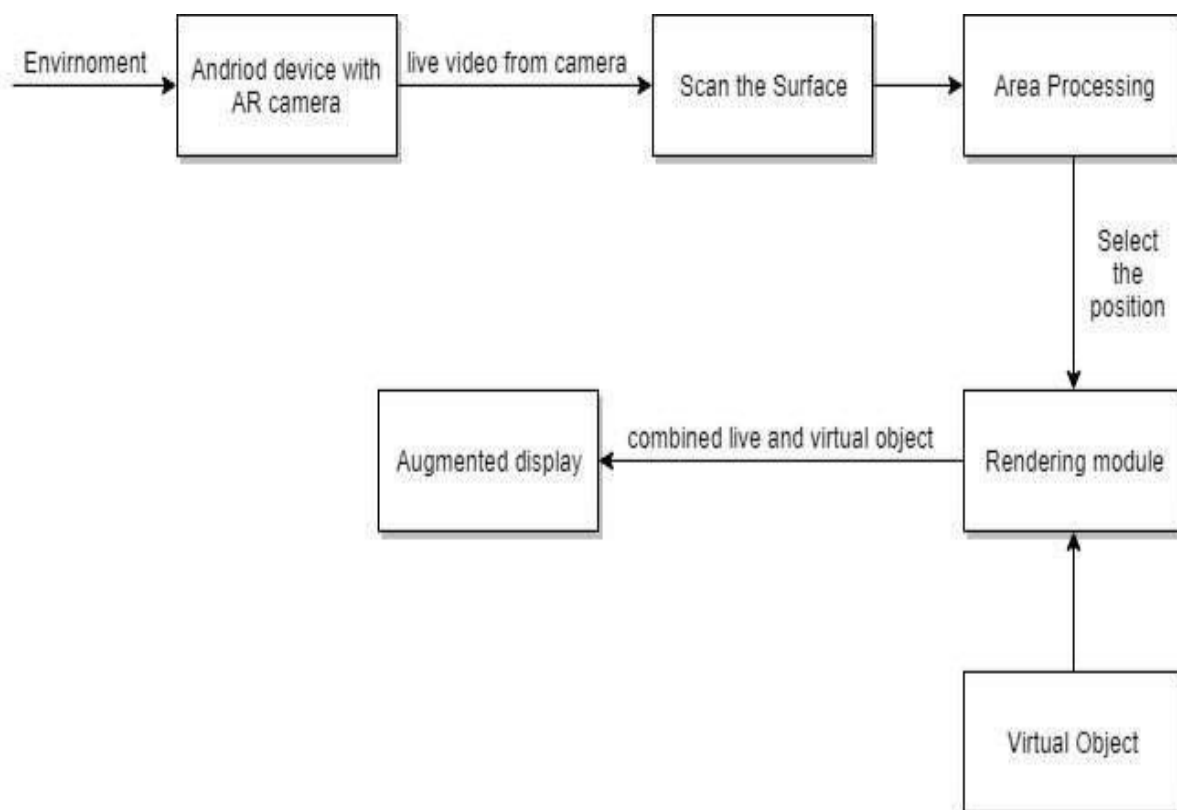 Envirnoment
Andriod device with
AR camera
live video from camera
Scan the Surface
Area Processing
Select
the
position
Augmented display
combined live and virtual object
Rendering module
Virtual Object